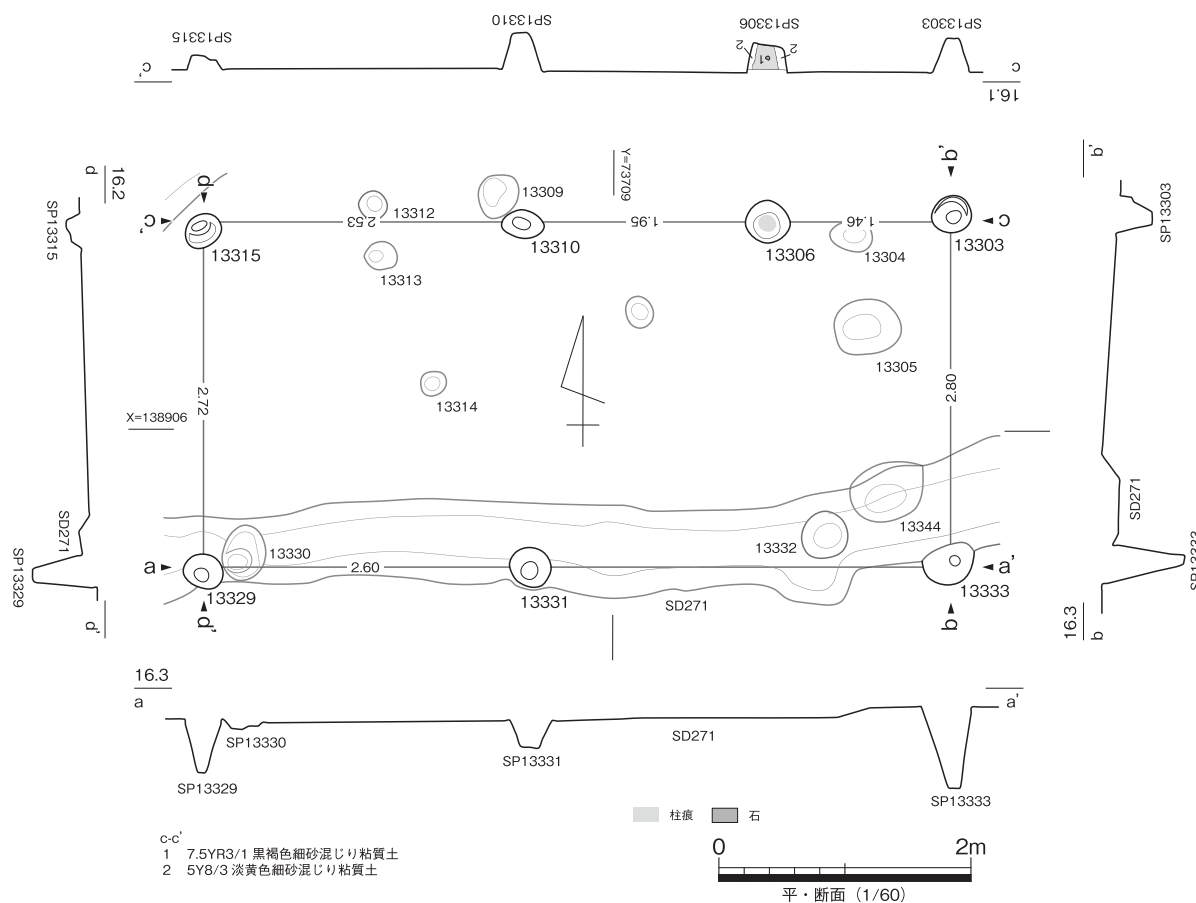 SP13315
SP13310
SP13306
SP13303
2
1
2
c'
c
16.1
d
16.2
SP13315
SD271
SP13329
d'
b'
SP13303
SD271
16.3
b
Y=73709
d
b'
c'
c
13309
13312
2.53
1.95
1.46
13315
13310
13306
13304
13303
13313
13305
13314
2.72
2.80
X=138906
13344
13330
13332
a
2.60
a'
13329
13331
SD271
13333
d'
b
16.3
a
a'
SP13330
SP13331
SD271
SP13329
SP13333
柱痕
石
c-c'
1 7.5YR3/1 黒褐色細砂混じり粘質土
2 5Y8/3 淡黄色細砂混じり粘質土
0 2m
平・断面（1/60）